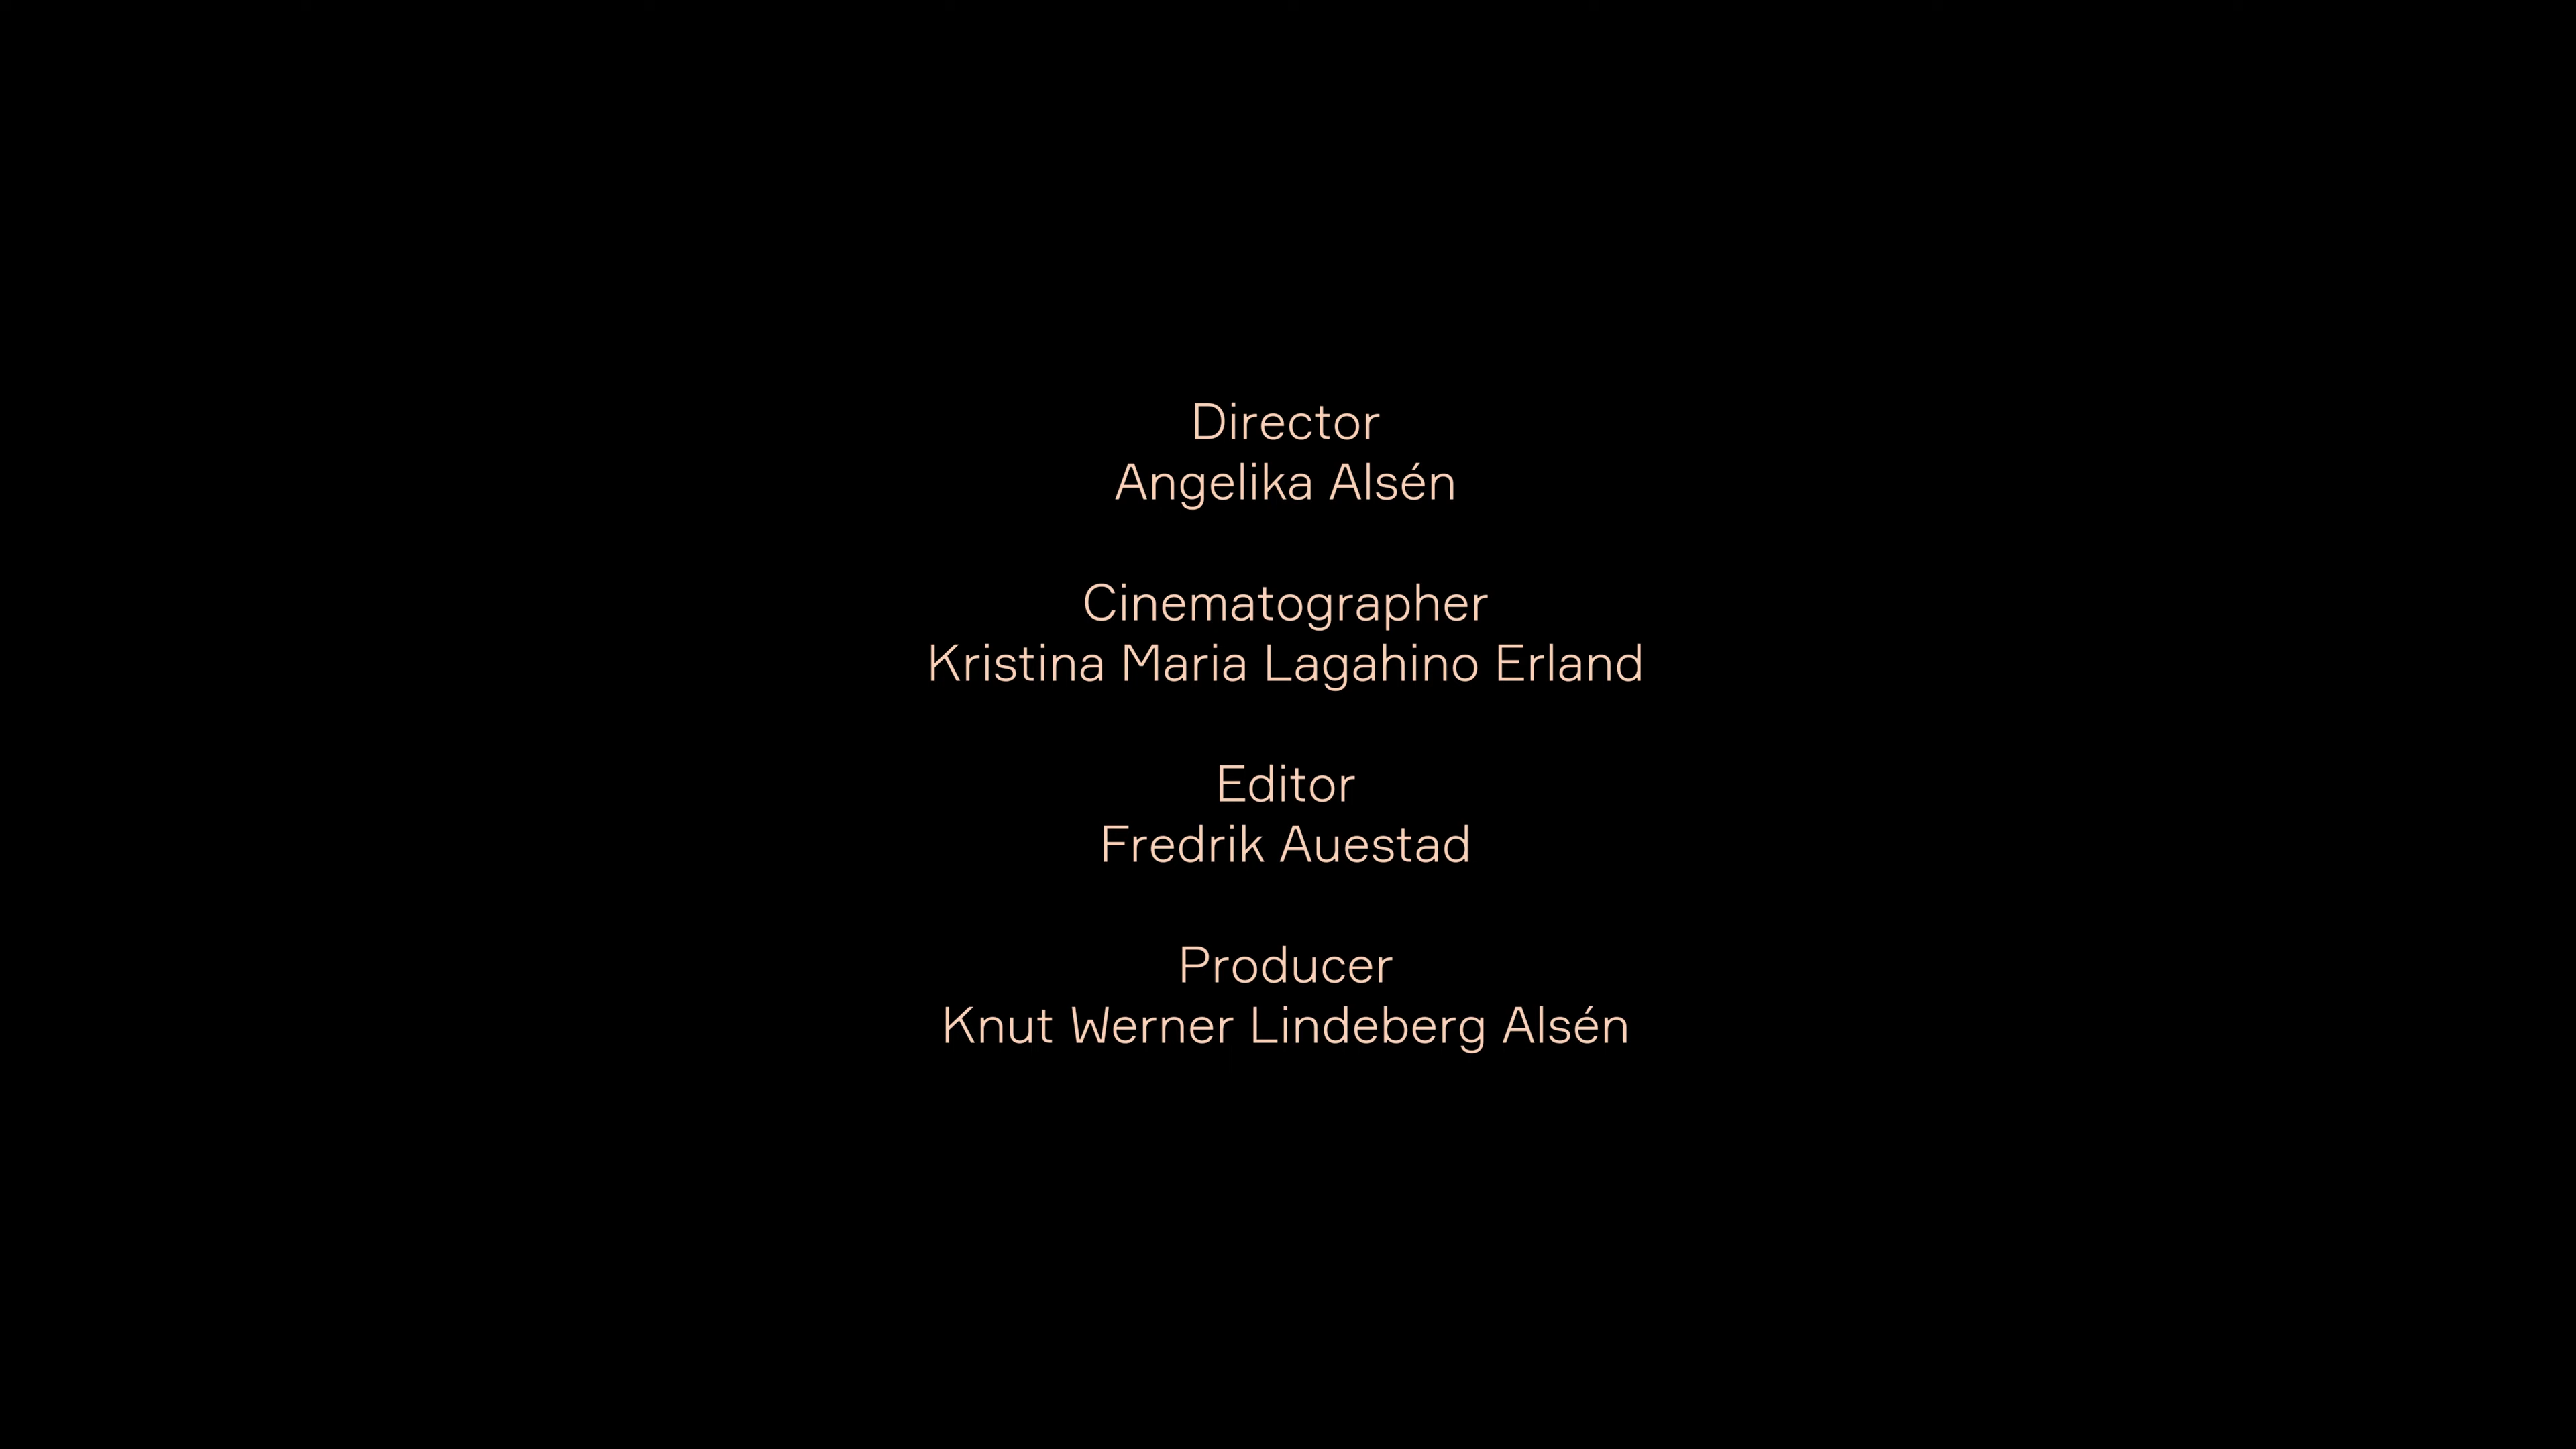 Director
Angelika Alsén
Cinematographer
Kristina Maria Lagahino Erland
Editor
Fredrik Auestad
Producer
Knut Werner Lindeberg Alsén